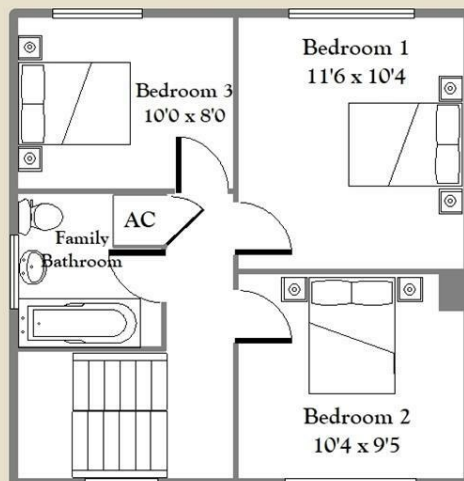 Bedroom 1
11'6 x 10'4
Bedroom 3
10'0 x 8'0
AC
Family
Bathroom
Bedroom 2
10'4 x 9'5